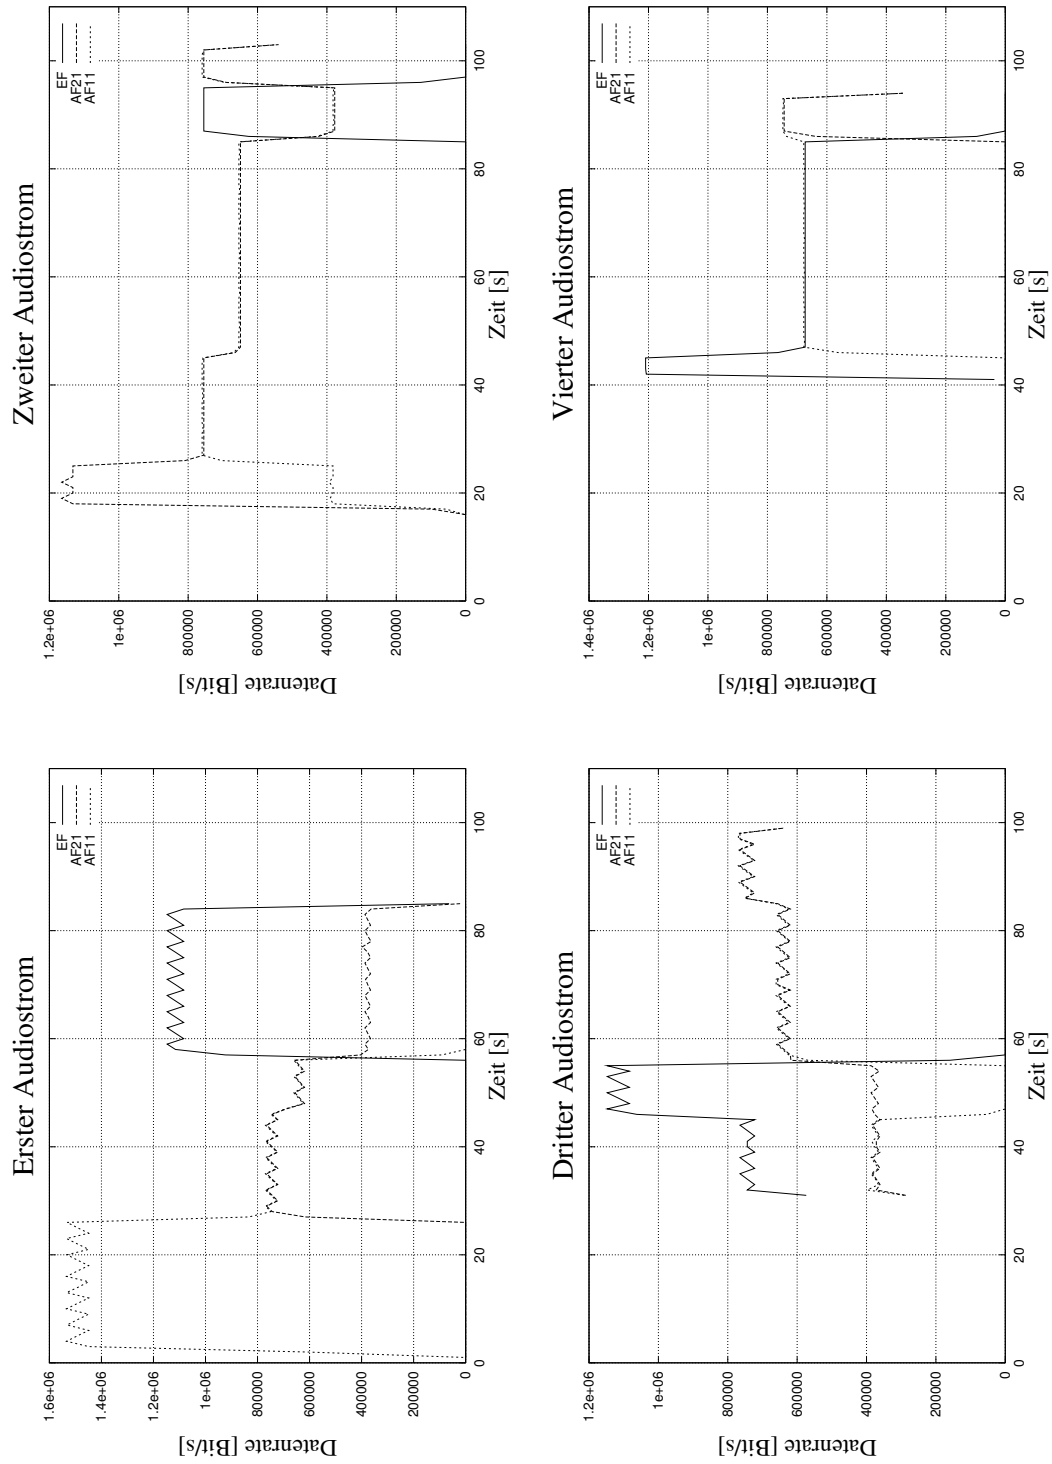 Erster Audiostrom
1.6e+06
1.4e+06
1.2e+06
1e+06
800000
600000
400000
200000
0
Datenrate [Bit/s]
EF
AF21
AF11
0 20 40 60 80 100
Zeit [s]
Zweiter Audiostrom
1.2e+06
1e+06
800000
600000
400000
200000
0
Datenrate [Bit/s]
EF
AF21
AF11
0 20 40 60 80 100
Zeit [s]
Dritter Audiostrom
1.2e+06
1e+06
800000
600000
400000
200000
0
Datenrate [Bit/s]
EF
AF21
AF11
0 20 40 60 80 100
Zeit [s]
Vierter Audiostrom
1.4e+06
1.2e+06
1e+06
800000
600000
400000
200000
0
Datenrate [Bit/s]
EF
AF21
AF11
0 20 40 60 80 100
Zeit [s]